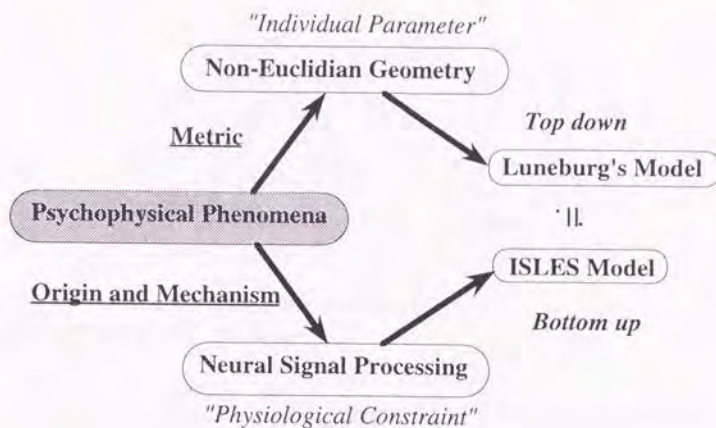 "Individual Parameter"
Non-Euclidian Geometry
Metric
Top down
Luneburg's Model
Psychophysical Phenomena
Origin and Mechanism
ISLES Model
Bottom up
Neural Signal Processing
"Physiological Constraint"